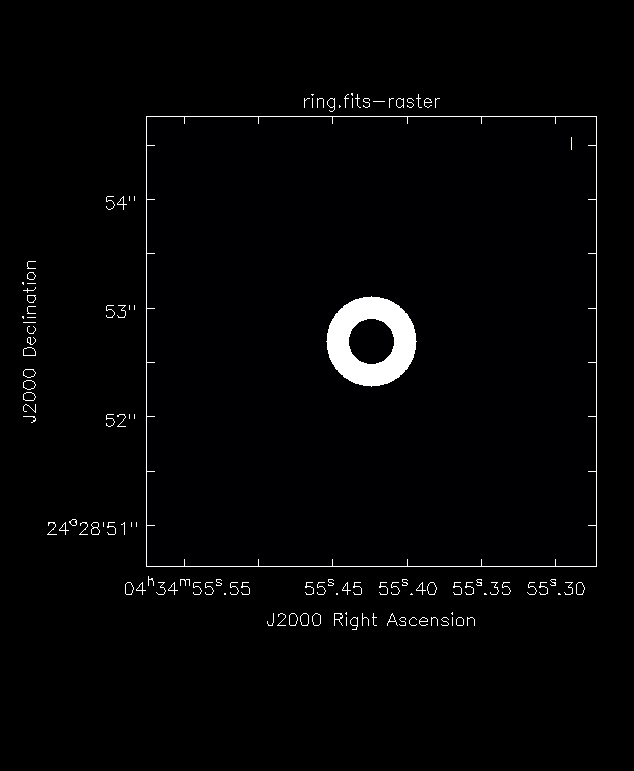 ring.fits-raster
I
54"
53"
52"
24°28'51"
04ʰ34ᵐ55ˢ.55 55ˢ.45 55ˢ.40 55ˢ.35 55ˢ.30
J2000 Right Ascension
J2000 Declination